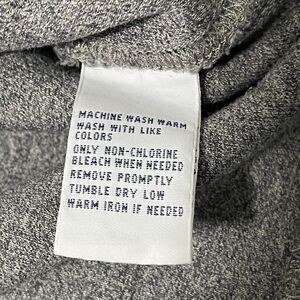 MACHINE WASH WARM
WASH WITH LIKE
COLORS
ONLY NON-CHLORINE
BLEACH WHEN NEEDED
REMOVE PROMPTLY
TUMBLE DRY LOW
WARM IRON IF NEEDED